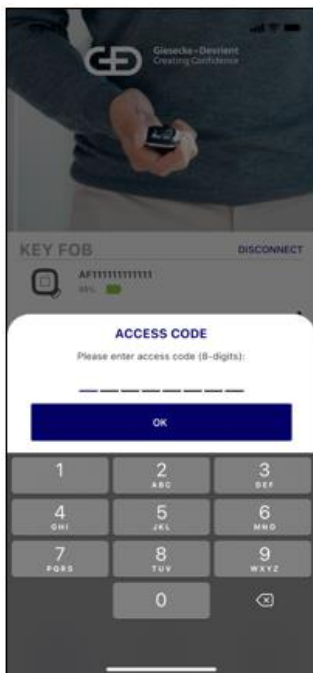 Giesecke+Devrient
Creating Confidence
KEY FOB
DISCONNECT
AF111111111111
ACCESS CODE
Please enter access code (8-digits):
OK
1
2
ABC
3
DEF
4
GHI
5
JKL
6
MNO
7
PQRS
8
TUV
9
WXYZ
0